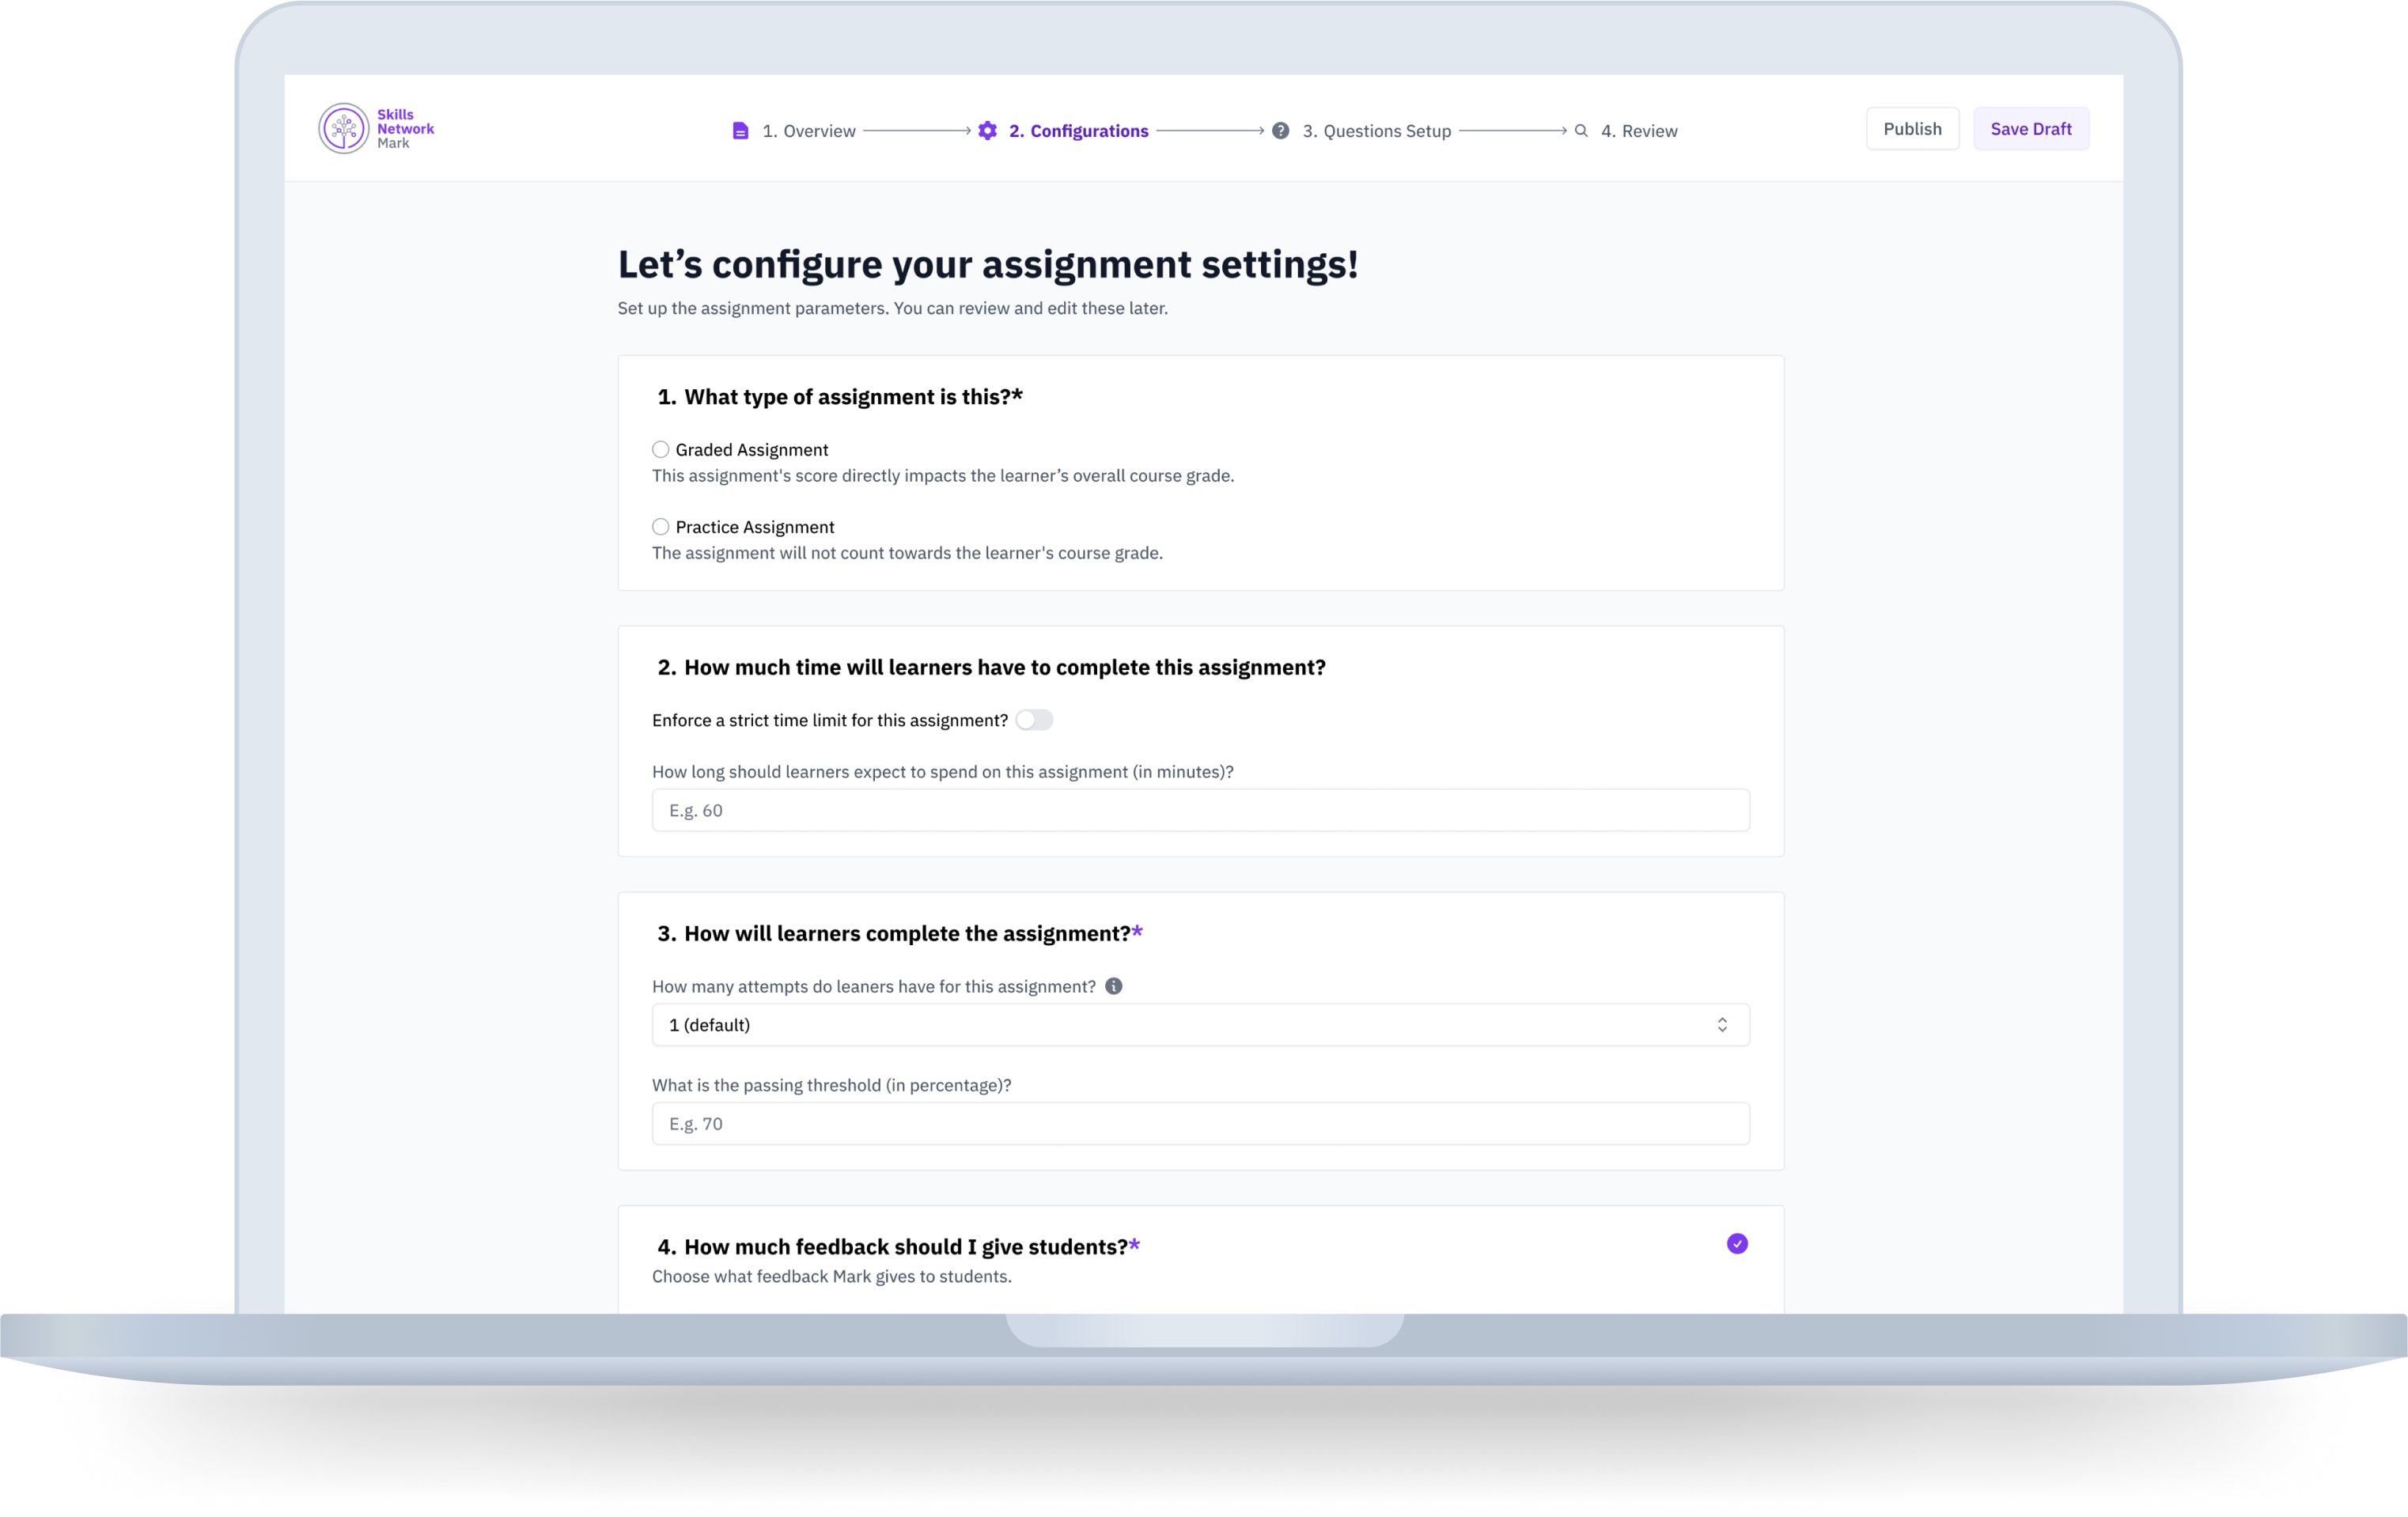 Skills
Network
Mark
1. Overview
2. Configurations
3. Questions Setup
4. Review
Publish
Save Draft
Let’s configure your assignment settings!
Set up the assignment parameters. You can review and edit these later.
1. What type of assignment is this?*
Graded Assignment
This assignment's score directly impacts the learner’s overall course grade.
Practice Assignment
The assignment will not count towards the learner's course grade.
2. How much time will learners have to complete this assignment?
Enforce a strict time limit for this assignment?
How long should learners expect to spend on this assignment (in minutes)?
E.g. 60
3. How will learners complete the assignment?*
How many attempts do leaners have for this assignment?
1 (default)
What is the passing threshold (in percentage)?
E.g. 70
4. How much feedback should I give students?*
Choose what feedback Mark gives to students.